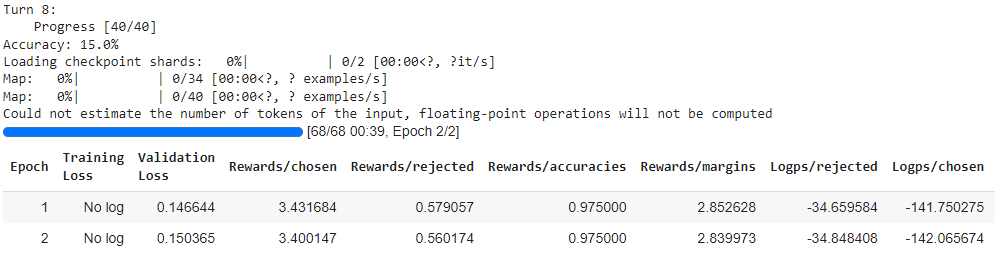 Turn 8:
Progress [40/40]
Accuracy: 15.0%
Loading checkpoint shards:   0%|          | 0/2 [00:00<?, ?it/s]
Map:   0%|          | 0/34 [00:00<?, ? examples/s]
Map:   0%|          | 0/40 [00:00<?, ? examples/s]
Could not estimate the number of tokens of the input, floating-point operations will not be computed
[68/68 00:39, Epoch 2/2]
Epoch Training Loss Validation Loss Rewards/chosen Rewards/rejected Rewards/accuracies Rewards/margins Logps/rejected Logps/chosen
1 No log 0.146644 3.431684 0.579057 0.975000 2.852628 -34.659584 -141.750275
2 No log 0.150365 3.400147 0.560174 0.975000 2.839973 -34.848408 -142.065674